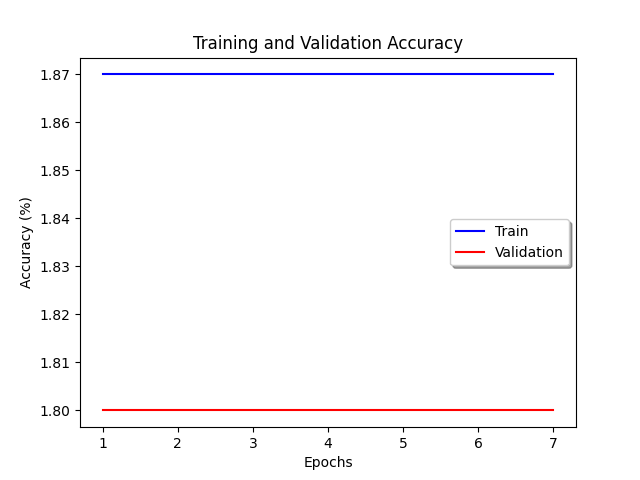 Training and Validation Accuracy
1.87
1.86
1.85
1.84
1.83
1.82
1.81
1.80
Accuracy (%)
Train
Validation
1 2 3 4 5 6 7
Epochs